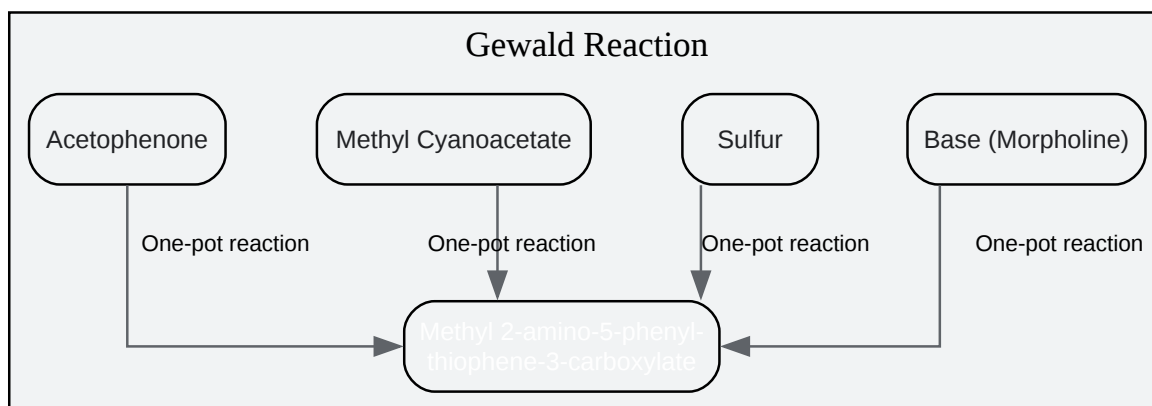 Gewald Reaction
Acetophenone
Methyl Cyanoacetate
Sulfur
Base (Morpholine)
One-pot reaction
One-pot reaction
One-pot reaction
One-pot reaction
Methyl 2-amino-5-phenyl-
thiophene-3-carboxylate